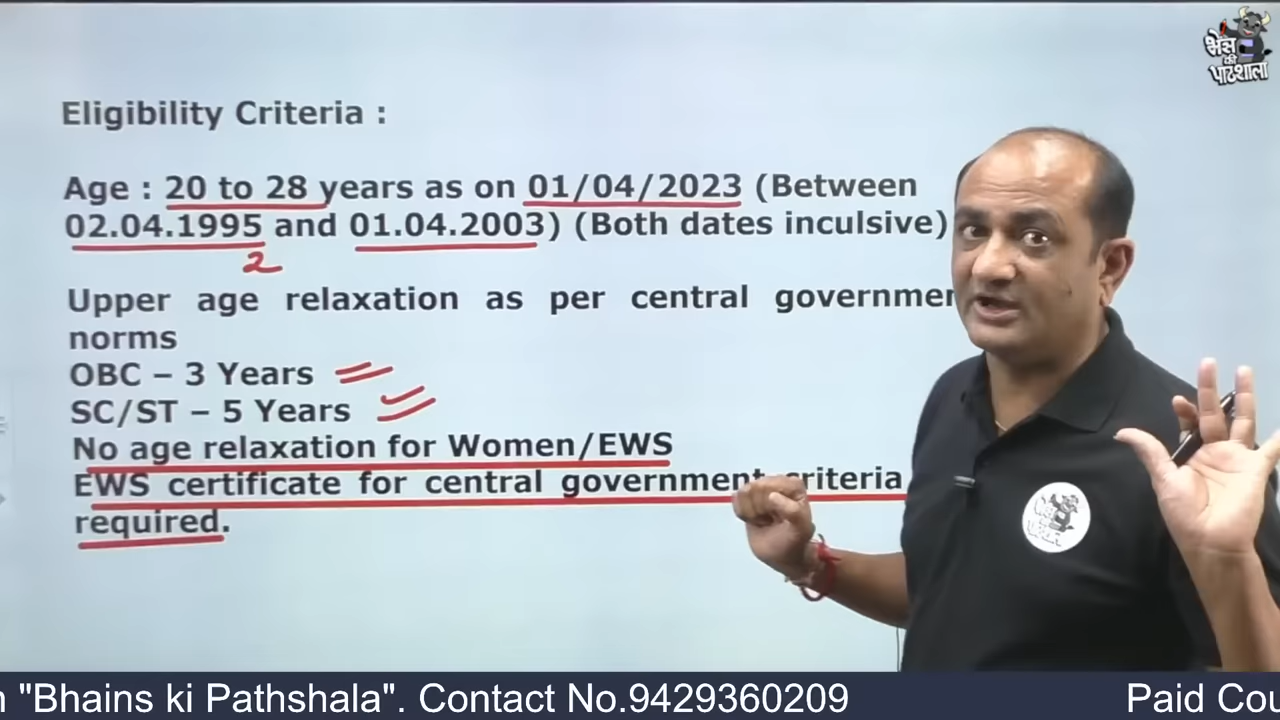 भैंस
की
पाठशाला
Eligibility Criteria :
Age : 20 to 28 years as on 01/04/2023 (Between
02.04.1995 and 01.04.2003) (Both dates inculsive)
2
Upper age relaxation as per central governmen
norms
OBC – 3 Years
SC/ST – 5 Years
No age relaxation for Women/EWS
EWS certificate for central government criteria
required.
"Bhains ki Pathshala". Contact No.9429360209 Paid Cou